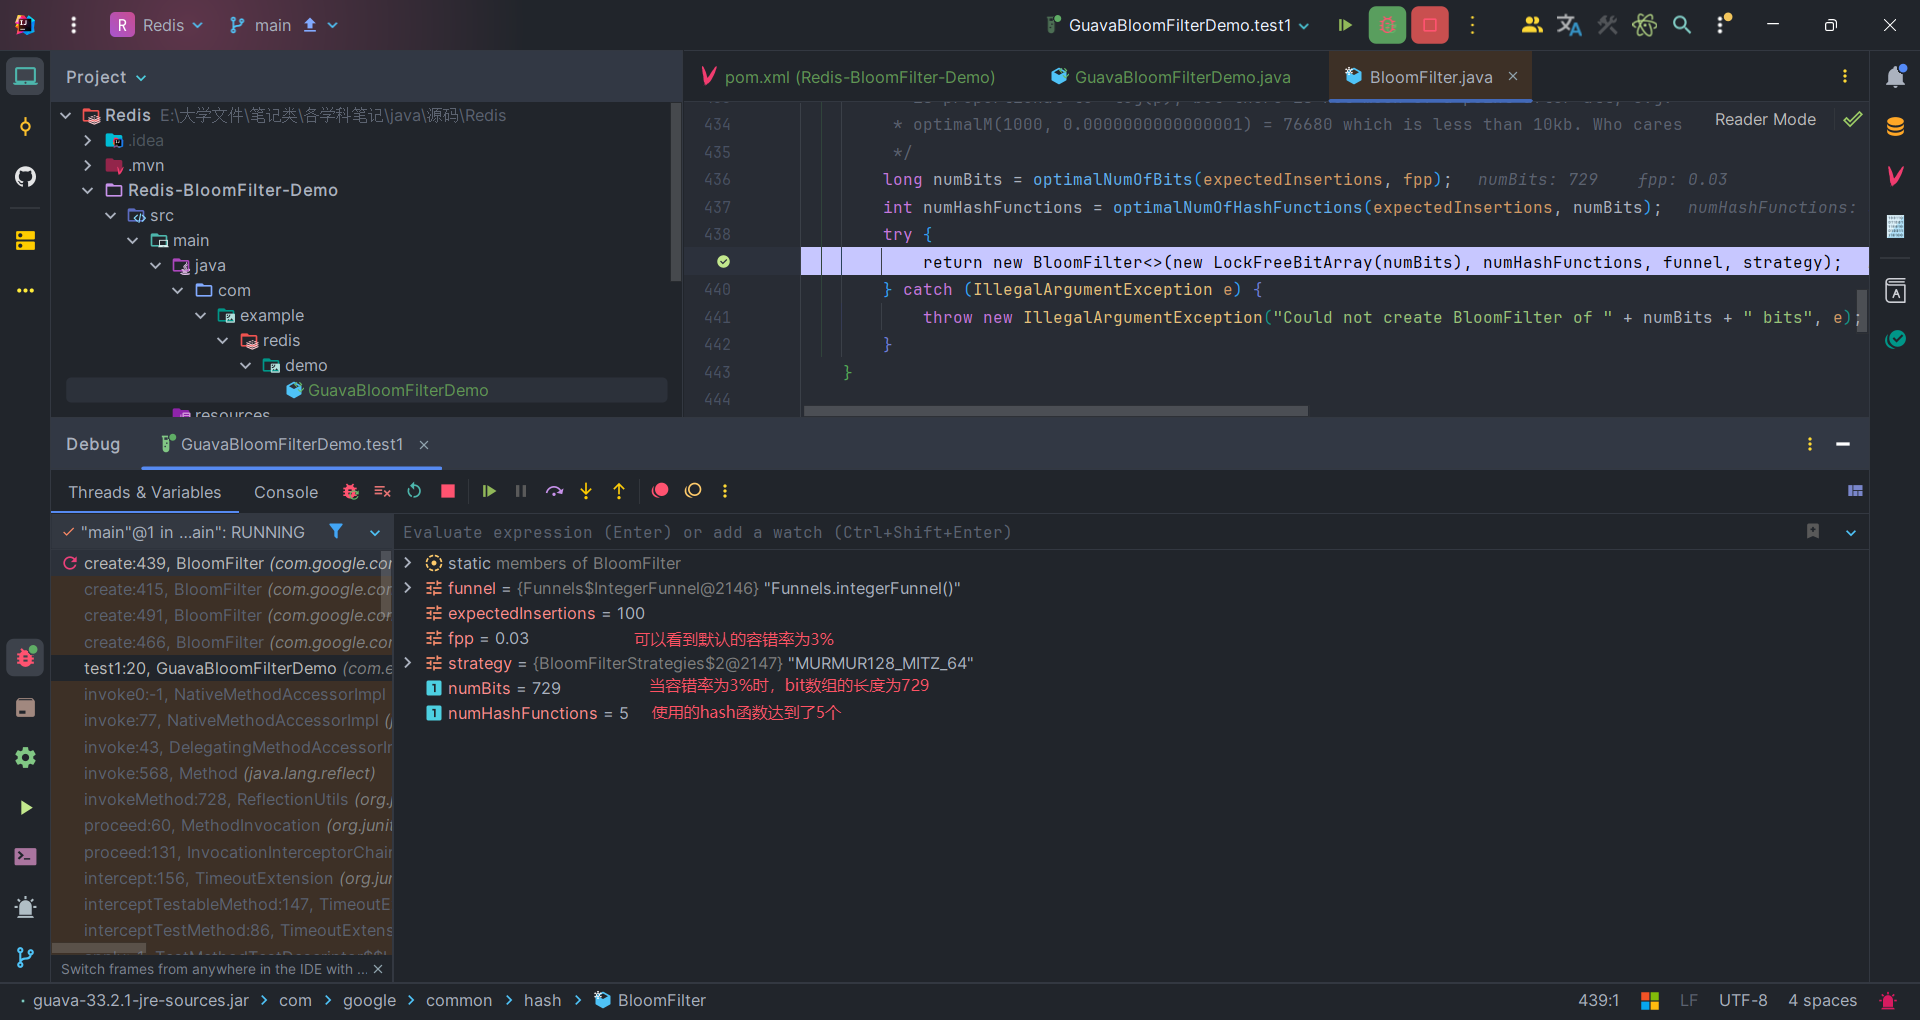 R Redis main GuavaBloomFilterDemo.test1
Project
Redis E:\大学文件\笔记类\各学科笔记\java\源码\Redis
.idea
.mvn
Redis-BloomFilter-Demo
src
main
java
com
example
redis
demo
GuavaBloomFilterDemo
resources
pom.xml (Redis-BloomFilter-Demo) GuavaBloomFilterDemo.java BloomFilter.java
Reader Mode
434 * optimalM(1000, 0.0000000000000001) = 76680 which is less than 10kb. Who cares
435 */
436 long numBits = optimalNumOfBits(expectedInsertions, fpp); numBits: 729 fpp: 0.03
437 int numHashFunctions = optimalNumOfHashFunctions(expectedInsertions, numBits); numHashFunctions:
438 try {
return new BloomFilter<>(new LockFreeBitArray(numBits), numHashFunctions, funnel, strategy);
440 } catch (IllegalArgumentException e) {
441 throw new IllegalArgumentException("Could not create BloomFilter of " + numBits + " bits", e);
442 }
443 }
444
Debug GuavaBloomFilterDemo.test1
Threads & Variables Console
"main"@1 in ...ain": RUNNING
create:439, BloomFilter (com.google.cor
create:415, BloomFilter (com.google.cor
create:491, BloomFilter (com.google.cor
create:466, BloomFilter (com.google.cor
test1:20, GuavaBloomFilterDemo (com.e
invoke0:-1, NativeMethodAccessorImpl
invoke:77, NativeMethodAccessorImpl (j
invoke:43, DelegatingMethodAccessorIr
invoke:568, Method (java.lang.reflect)
invokeMethod:728, ReflectionUtils (org.j
proceed:60, MethodInvocation (org.junit
proceed:131, InvocationInterceptorChair
intercept:156, TimeoutExtension (org.jur
interceptTestableMethod:147, TimeoutE
interceptTestMethod:86, TimeoutExtens
Switch frames from anywhere in the IDE with ...
Evaluate expression (Enter) or add a watch (Ctrl+Shift+Enter)
static members of BloomFilter
funnel = {Funnels$IntegerFunnel@2146} "Funnels.integerFunnel()"
expectedInsertions = 100
fpp = 0.03 可以看到默认的容错率为3%
strategy = {BloomFilterStrategies$2@2147} "MURMUR128_MITZ_64"
numBits = 729 当容错率为3%时，bit数组的长度为729
numHashFunctions = 5 使用的hash函数达到了5个
guava-33.2.1-jre-sources.jar com google common hash BloomFilter
439:1 LF UTF-8 4 spaces